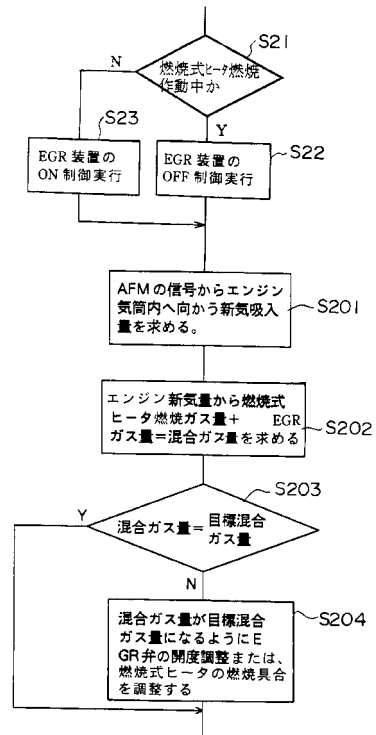 S21
燃焼式ヒータ燃焼
作動中か
N
Y
S23
EGR 装置の
ON 制御実行
S22
EGR 装置の
OFF 制御実行
AFMの信号からエンジン
気筒内へ向かう新気吸入
量を求める。
S201
エンジン新気量から燃焼式
ヒータ燃焼ガス量+ EGR
ガス量=混合ガス量を求める
S202
S203
混合ガス量= 目標混合
ガス量
Y
N
混合ガス量が目標混合
ガス量になるようにE
GR弁の開度調整または、
燃焼式ヒータの燃焼具合
を調整する
S204